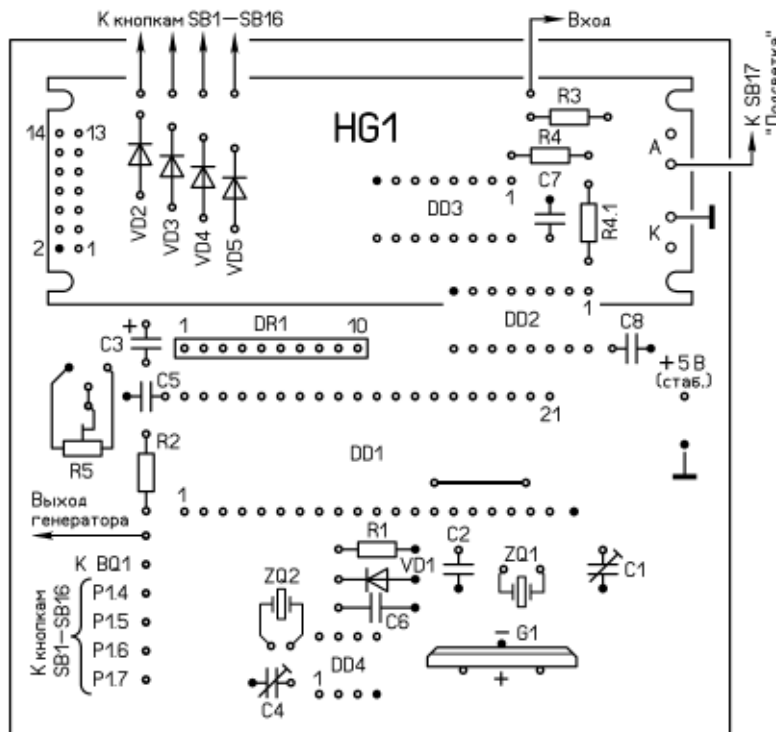 К кнопкам SB1—SB16
Вход
К SB17
"Подсветка"
HG1
R3
R4
A
14
13
C7
DD3
1
R4.1
K
2
1
VD2
VD3
VD4
VD5
1
DR1
10
DD2
1
C8
+
C3
+5 В
(стаб.)
C5
21
R2
R5
DD1
1
Выход
генератора
R1
C2
ZQ1
C1
К BQ1
VD1
ZQ2
К кнопкам
SB1—SB16
P1.4
P1.5
P1.6
P1.7
C6
− G1
+
DD4
1
C4